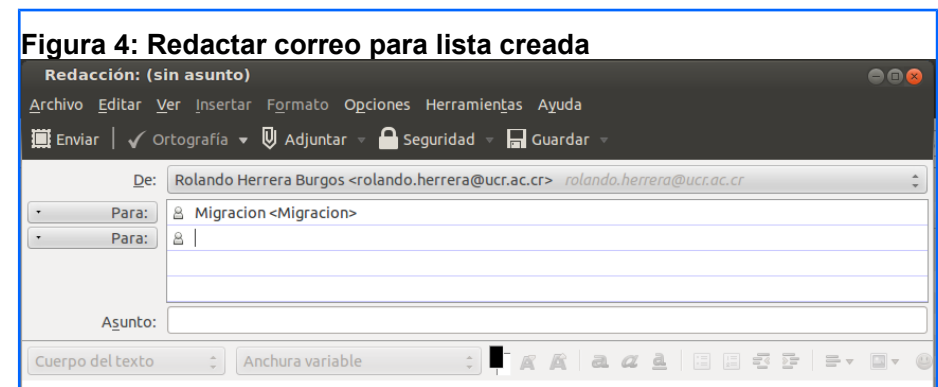 Figura 4: Redactar correo para lista creada
Redacción: (sin asunto)
Archivo Editar Ver Insertar Formato Opciones Herramientas Ayuda
Enviar Ortografía Adjuntar Seguridad Guardar
De: Rolando Herrera Burgos <rolando.herrera@ucr.ac.cr> rolando.herrera@ucr.ac.cr
Para: Migracion <Migracion>
Para:
Asunto:
Cuerpo del texto Anchura variable a a a